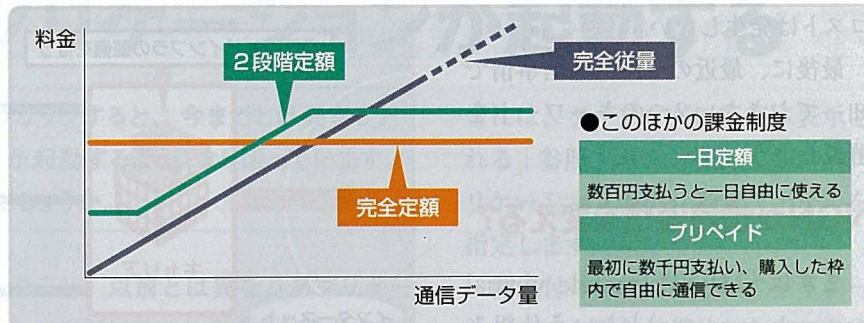 料金
2段階定額
完全従量
完全定額
通信データ量
●このほかの課金制度
一日定額
数百円支払うと一日自由に使える
プリペイド
最初に数千円支払い、購入した枠
内で自由に通信できる